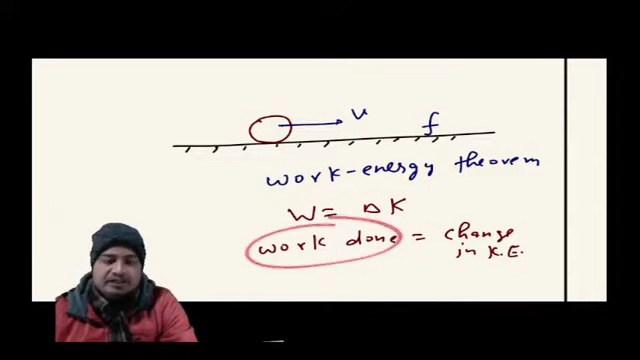 v
f
work-energy theorem
W = ΔK
work done = change
in K.E.